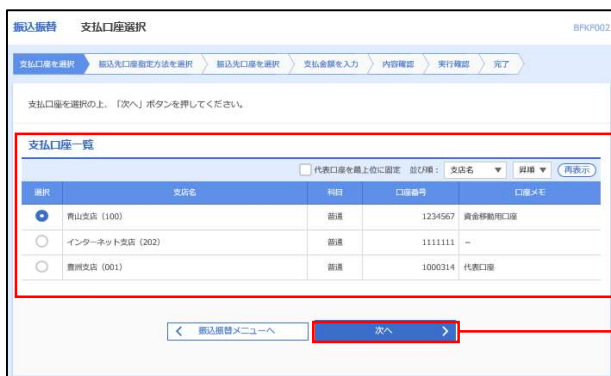 振込振替 支払口座選択 BFKF002
支払口座を選択 振込先口座指定方法を選択 振込先口座を選択 支払金額を入力 内容確認 実行確認 完了
支払口座を選択の上、「次へ」ボタンを押してください。
支払口座一覧
代表口座を最上位に固定 並び順： 支店名 ▼ 昇順 ▼ 再表示
選択 支店名 科目 口座番号 口座メモ
青山支店（100） 普通 1234567 資金移動用口座
インターネット支店（202） 普通 1111111 －
豊洲支店（001） 普通 1000314 代表口座
振込振替メニューへ 次へ